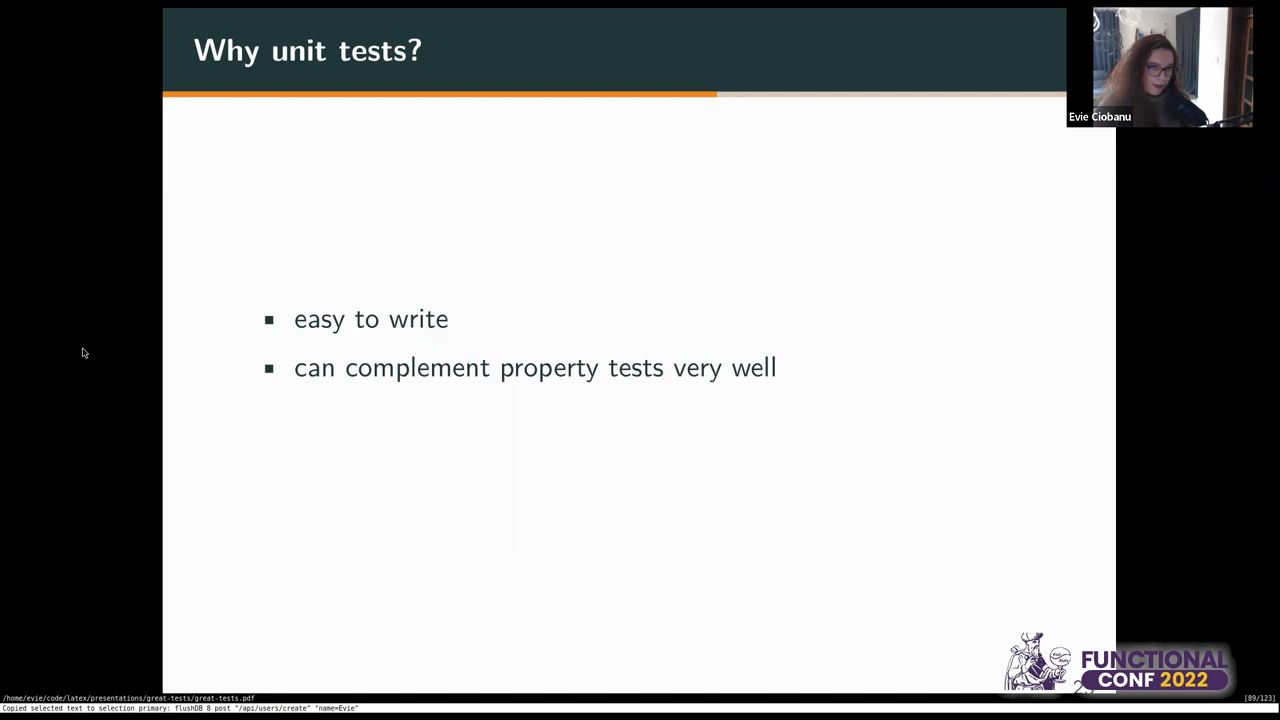 Why unit tests?
Evie Ciobanu
▪ easy to write
▪ can complement property tests very well
FUNCTIONAL
CONF 2022
/home/evie/code/latex/presentations/great-tests/great-tests.pdf
[89/123]
Copied selected text to selection primary: flushDB 8 post "/api/users/create" "name=Evie"